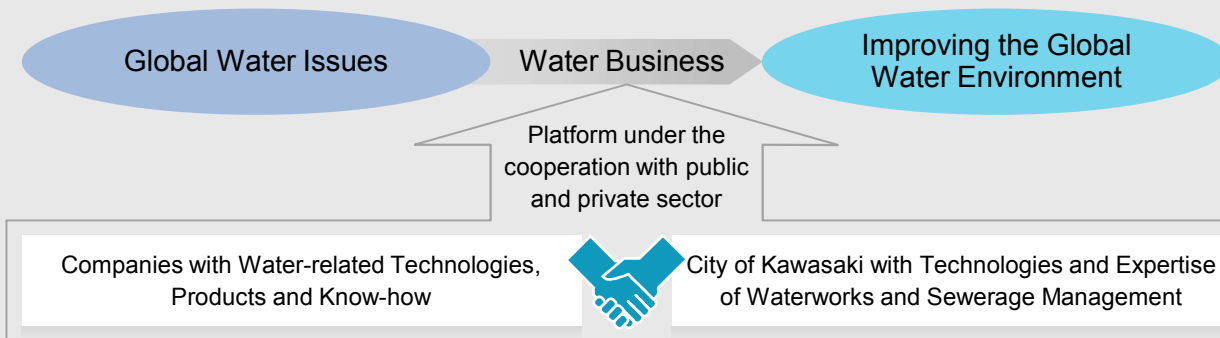 Global Water Issues
Water Business
Improving the Global
Water Environment
Platform under the
cooperation with public
and private sector
Companies with Water-related Technologies,
Products and Know-how
City of Kawasaki with Technologies and Expertise
of Waterworks and Sewerage Management